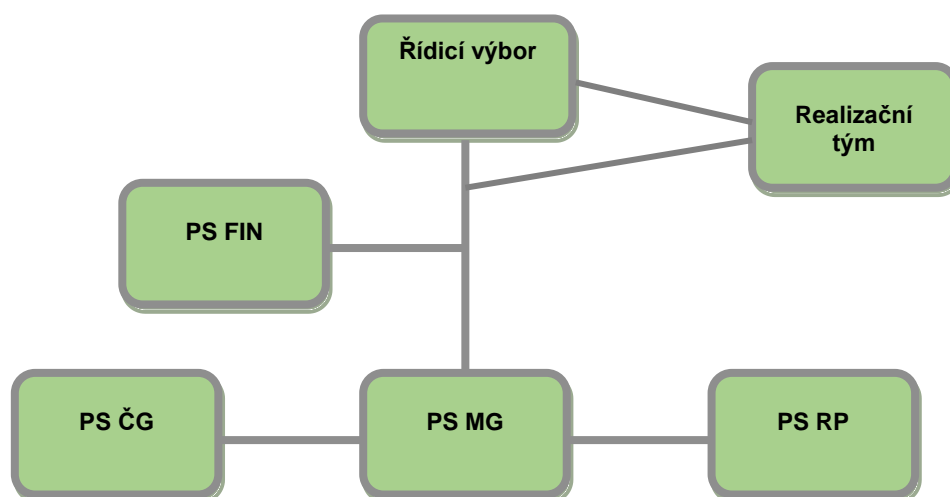 Řídicí výbor
Realizační
tým
PS FIN
PS ČG
PS MG
PS RP